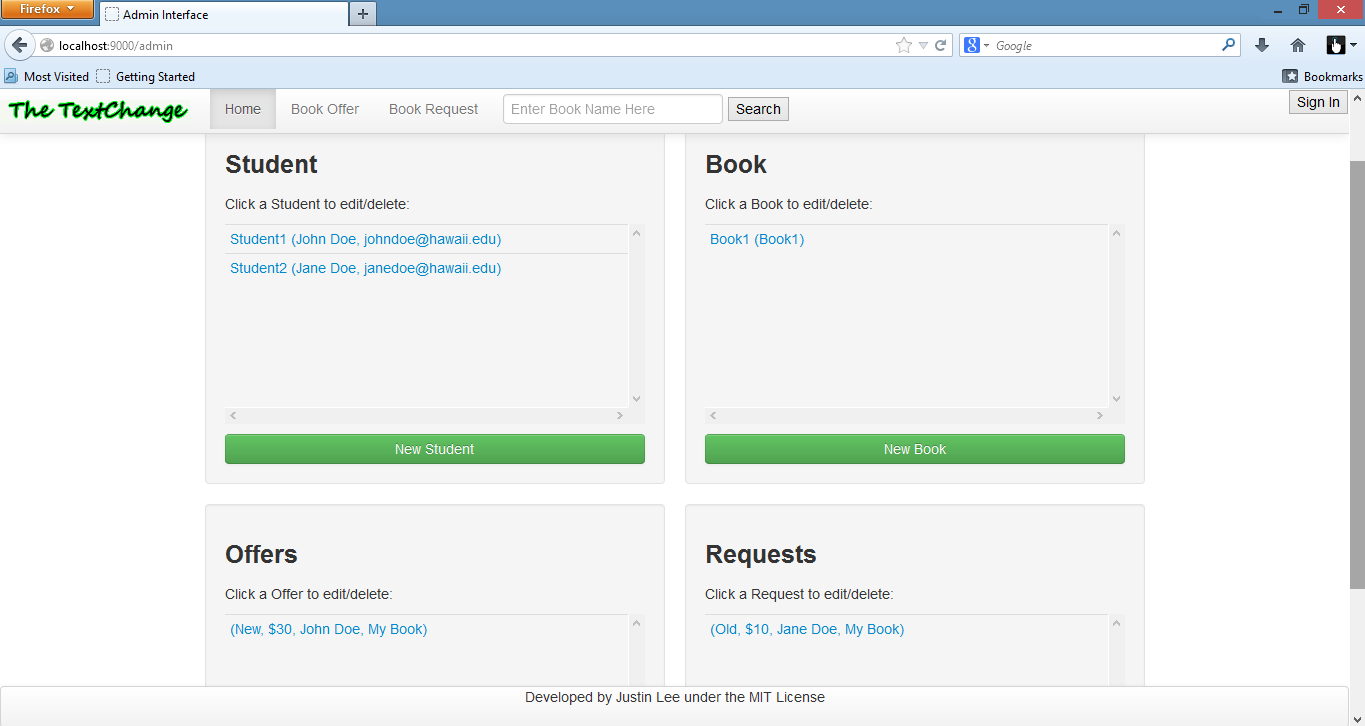 Firefox
Admin Interface
localhost:9000/admin
Google
Most Visited
Getting Started
Bookmarks
The TextChange
Home
Book Offer
Book Request
Enter Book Name Here
Search
Sign In
Student
Click a Student to edit/delete:
Student1 (John Doe, johndoe@hawaii.edu)
Student2 (Jane Doe, janedoe@hawaii.edu)
New Student
Book
Click a Book to edit/delete:
Book1 (Book1)
New Book
Offers
Click a Offer to edit/delete:
(New, $30, John Doe, My Book)
Requests
Click a Request to edit/delete:
(Old, $10, Jane Doe, My Book)
Developed by Justin Lee under the MIT License